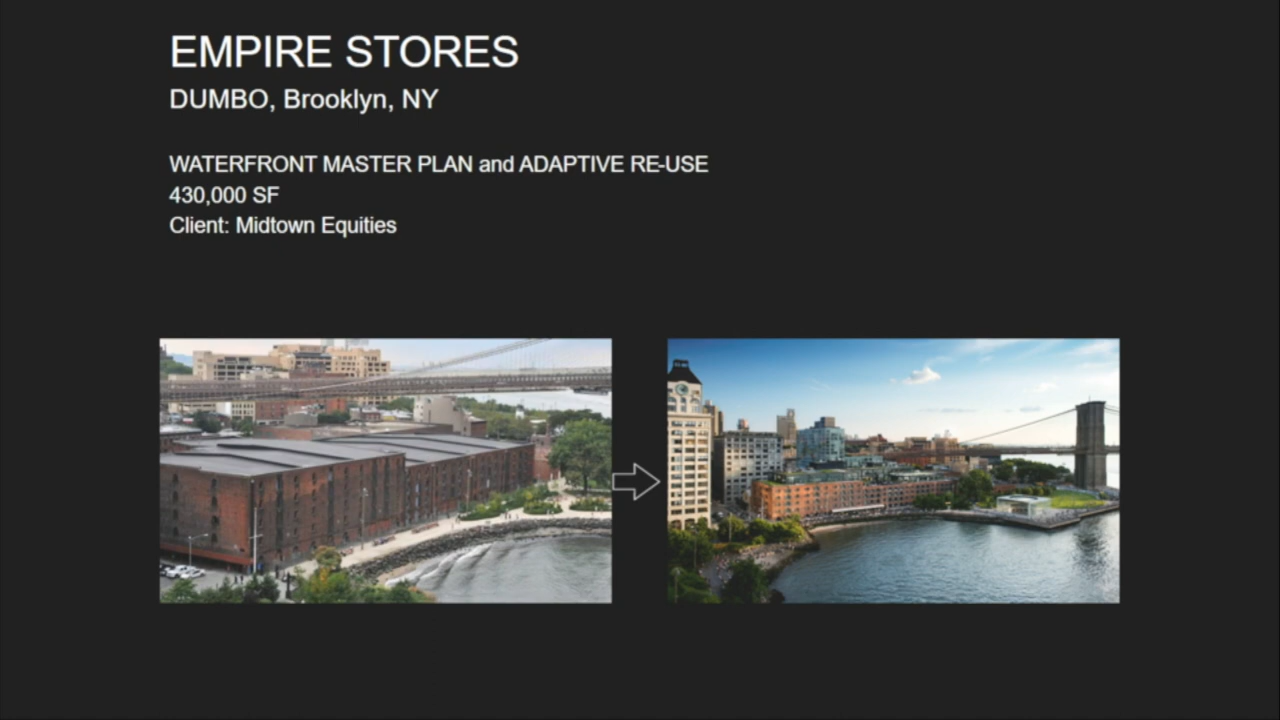 EMPIRE STORES
DUMBO, Brooklyn, NY
WATERFRONT MASTER PLAN and ADAPTIVE RE-USE
430,000 SF
Client: Midtown Equities